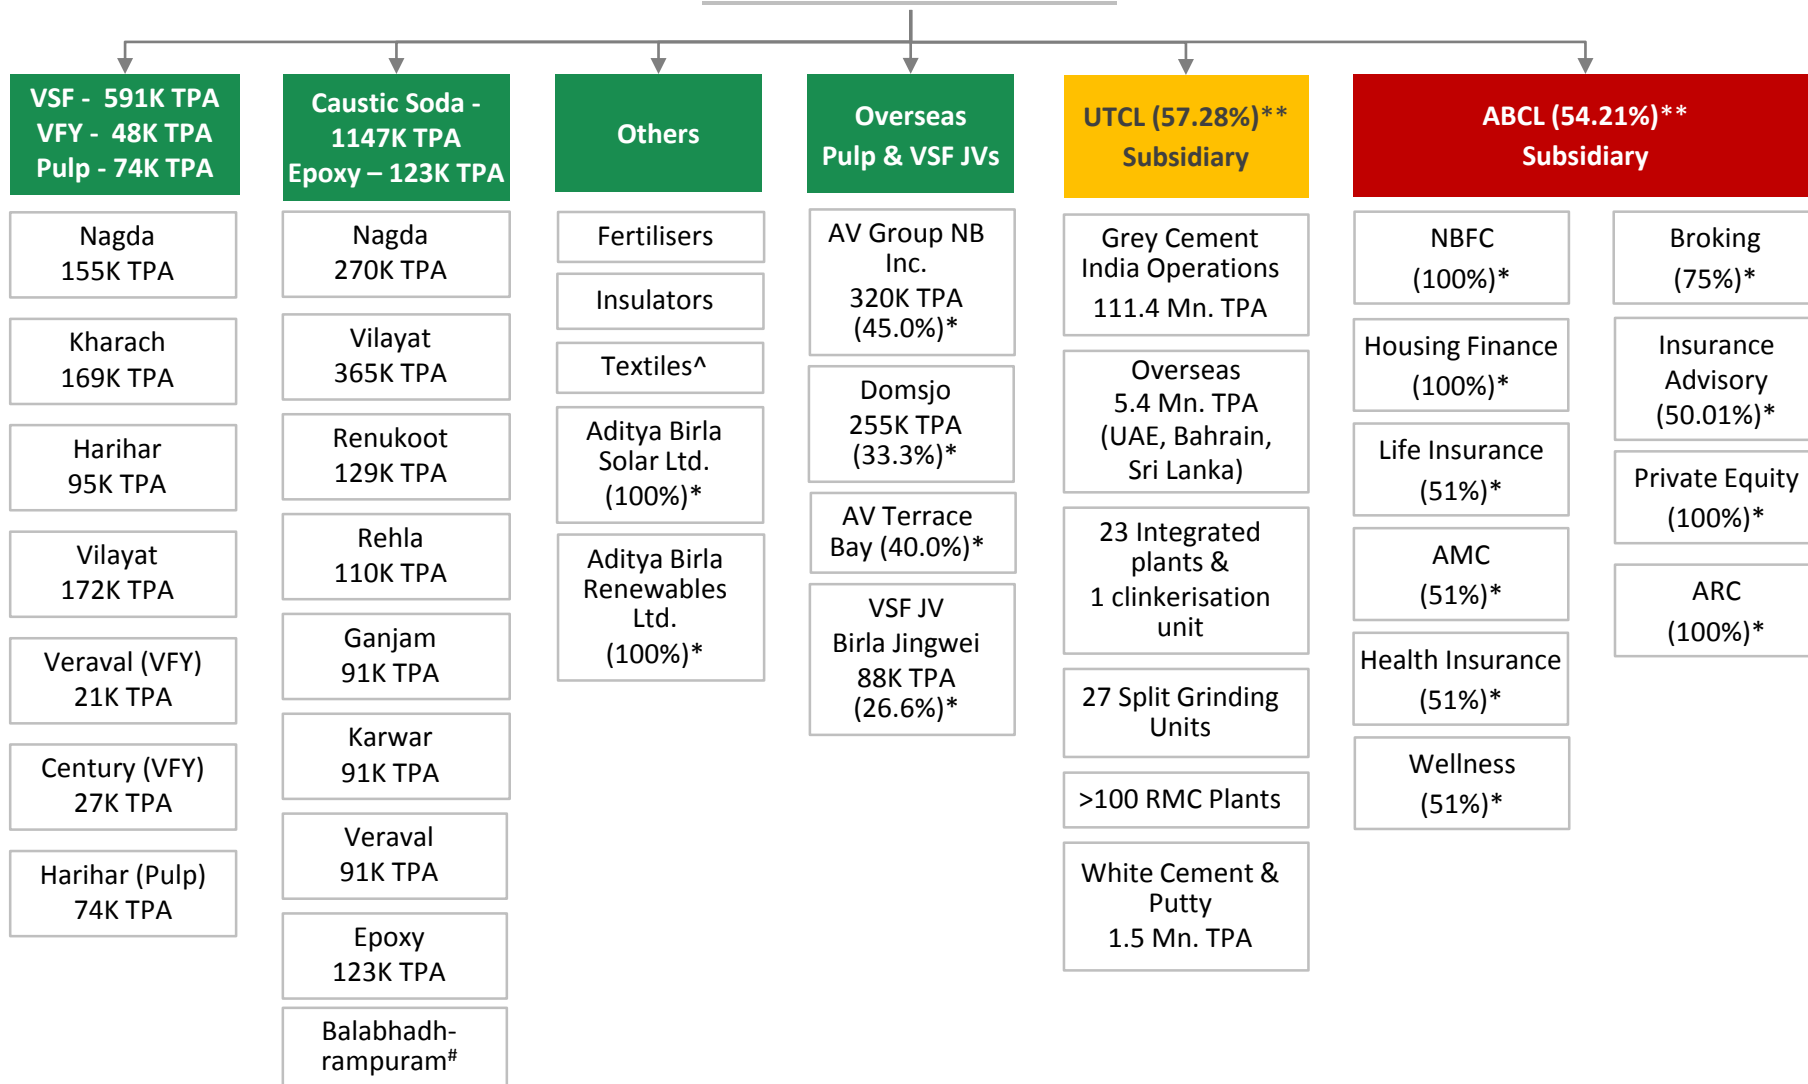 VSF -  591K TPA
VFY - 48K TPA
Pulp - 74K TPA
Nagda
155K TPA
Kharach
169K TPA
Harihar
95K TPA
Vilayat
172K TPA
Veraval (VFY)
21K TPA
Century (VFY)
27K TPA
Harihar (Pulp)
74K TPA
Caustic Soda -
1147K TPA
Epoxy – 123K TPA
Nagda
270K TPA
Vilayat
365K TPA
Renukoot
129K TPA
Rehla
110K TPA
Ganjam
91K TPA
Karwar
91K TPA
Veraval
91K TPA
Epoxy
123K TPA
Balabhadh-
rampuram#
Others
Fertilisers
Insulators
Textiles^
Aditya Birla
Solar Ltd.
(100%)*
Aditya Birla
Renewables
Ltd.
(100%)*
Overseas
Pulp & VSF JVs
AV Group NB
Inc.
320K TPA
(45.0%)*
Domsjo
255K TPA
(33.3%)*
AV Terrace
Bay (40.0%)*
VSF JV
Birla Jingwei
88K TPA
(26.6%)*
UTCL (57.28%)**
Subsidiary
Grey Cement
India Operations
111.4 Mn. TPA
Overseas
5.4 Mn. TPA
(UAE, Bahrain,
Sri Lanka)
23 Integrated
plants &
1 clinkerisation
unit
27 Split Grinding
Units
>100 RMC Plants
White Cement &
Putty
1.5 Mn. TPA
ABCL (54.21%)**
Subsidiary
NBFC
(100%)*
Housing Finance
(100%)*
Life Insurance
(51%)*
AMC
(51%)*
Health Insurance
(51%)*
Wellness
(51%)*
Broking
(75%)*
Insurance
Advisory
(50.01%)*
Private Equity
(100%)*
ARC
(100%)*